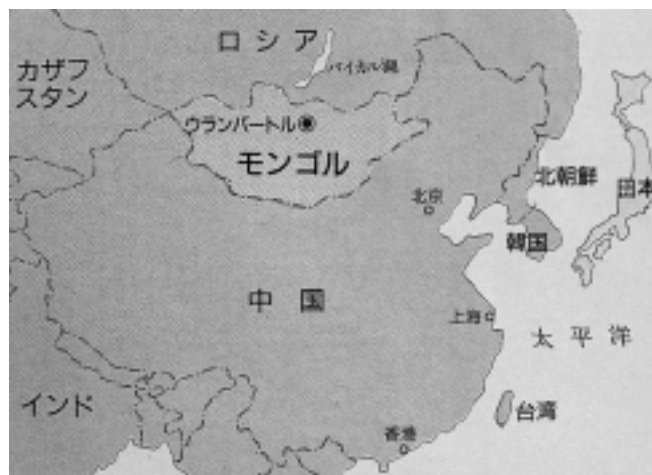 ロシア
カザフ
スタン
バイカル湖
ウランバートル
モンゴル
北朝鮮
日本
北京
韓国
中国
上海
太平洋
インド
台湾
香港